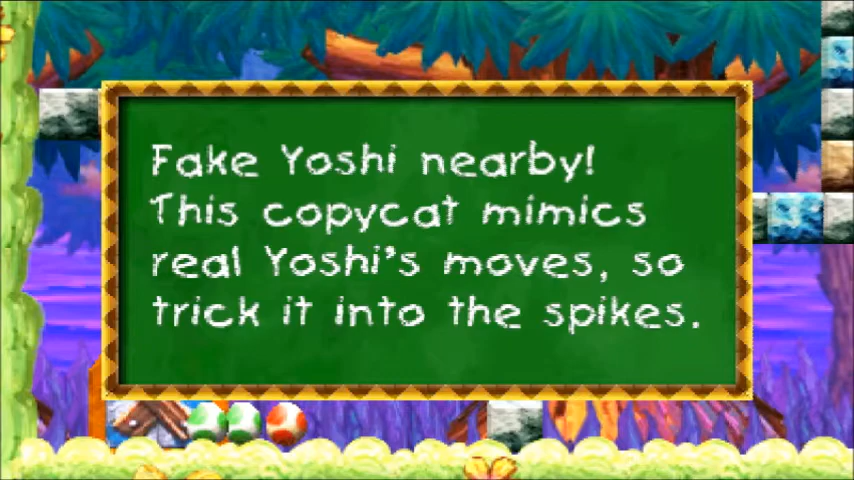 Fake Yoshi nearby!
This copycat mimics
real Yoshi's moves, so
trick it into the spikes.